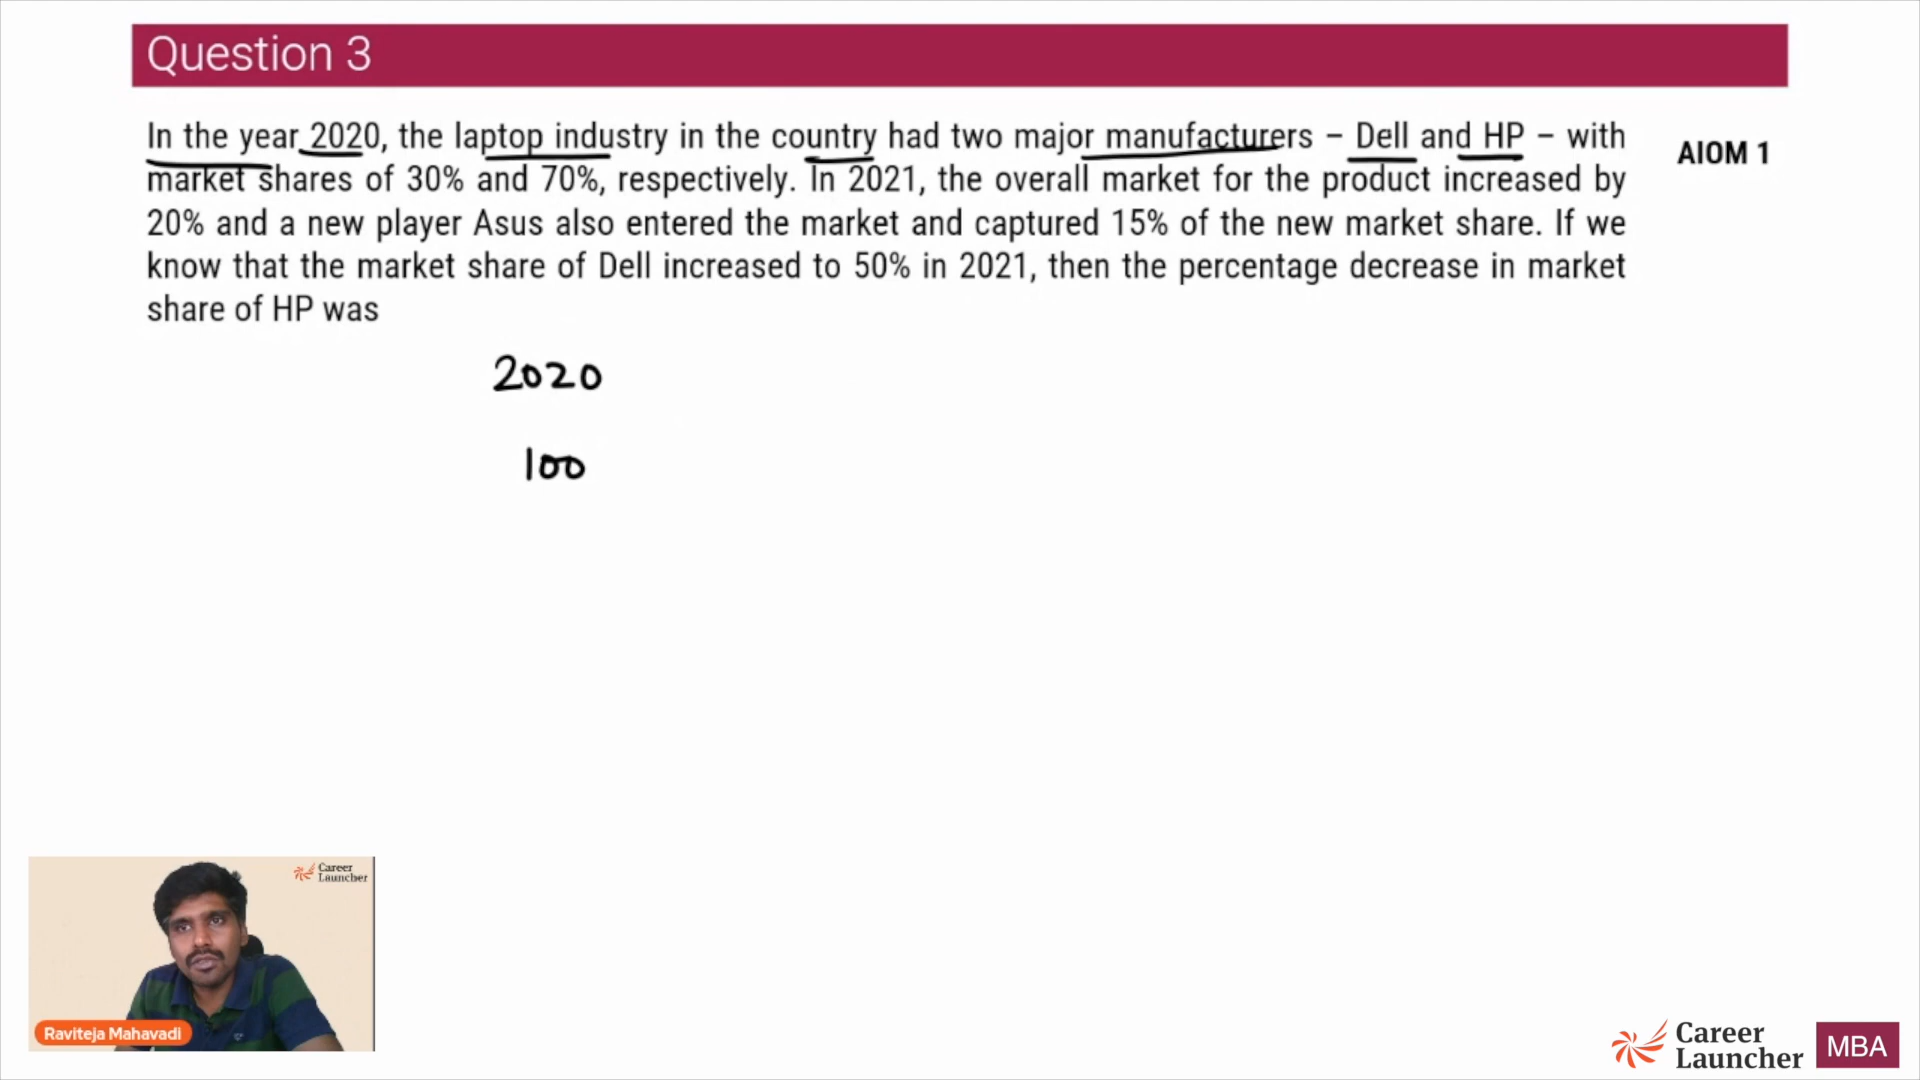 Question 3
In the year 2020, the laptop industry in the country had two major manufacturers – Dell and HP – with
AIOM 1
market shares of 30% and 70%, respectively. In 2021, the overall market for the product increased by
20% and a new player Asus also entered the market and captured 15% of the new market share. If we
know that the market share of Dell increased to 50% in 2021, then the percentage decrease in market
share of HP was
2020
100
Career
Launcher
Raviteja Mahavadi
Career
Launcher
MBA